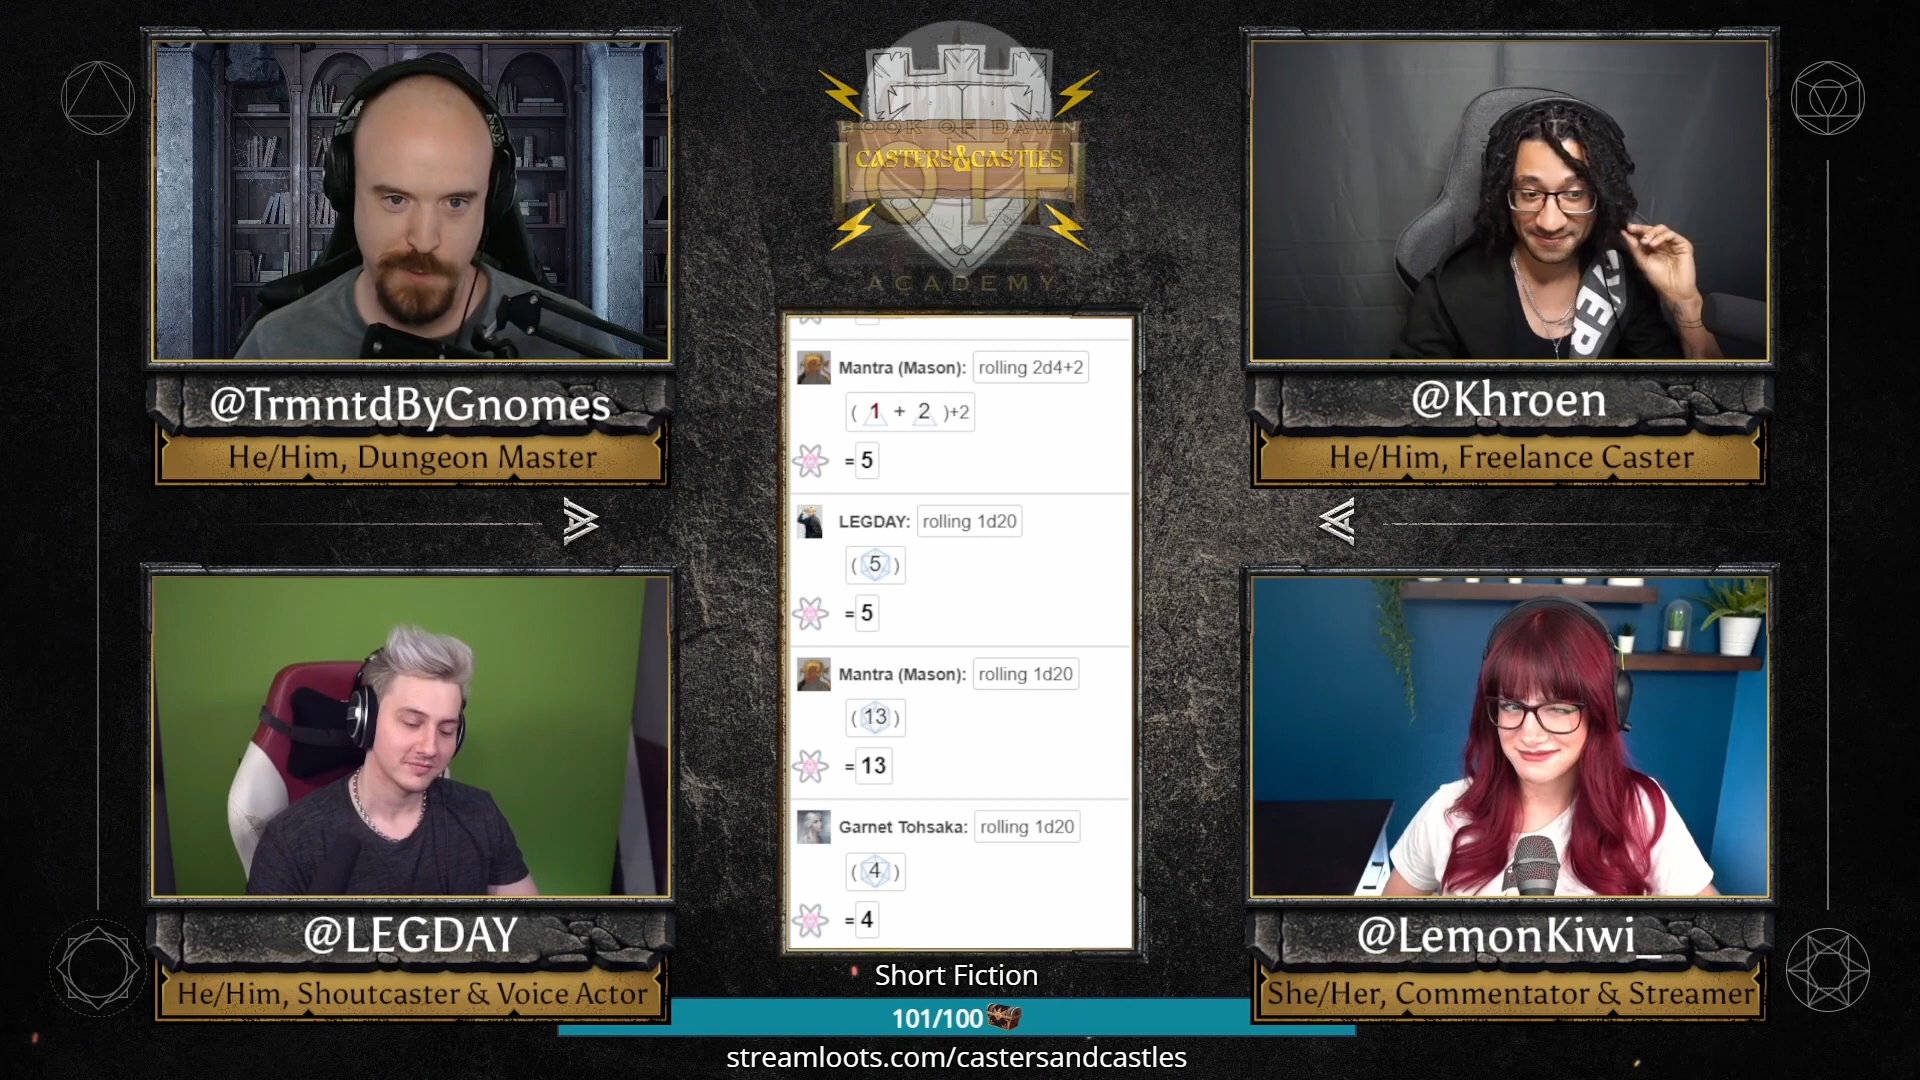 BOOK OF DAWN
CASTERS&CASTLES
ACADEMY
@TrmntdByGnomes
He/Him, Dungeon Master
@Khroen
He/Him, Freelance Caster
Mantra (Mason): rolling 2d4+2
( 1 + 2 )+2
= 5
LEGDAY: rolling 1d20
( 5 )
= 5
Mantra (Mason): rolling 1d20
( 13 )
= 13
Garnet Tohsaka: rolling 1d20
( 4 )
= 4
@LEGDAY
He/Him, Shoutcaster & Voice Actor
@LemonKiwi_
She/Her, Commentator & Streamer
Short Fiction
101/100
streamloots.com/castersandcastles